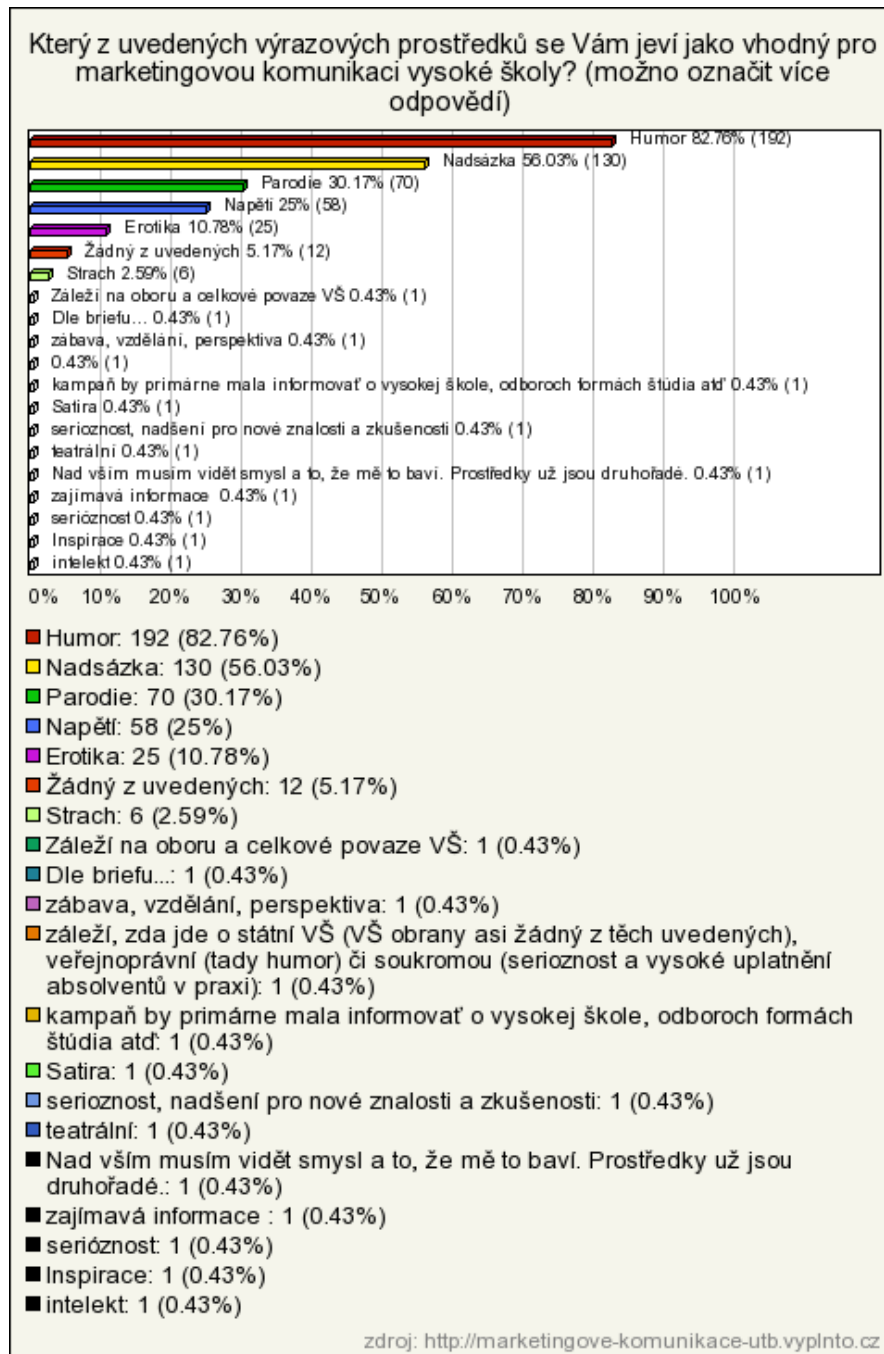 Který z uvedených výrazových prostředků se Vám jeví jako vhodný pro
marketingovou komunikaci vysoké školy? (možno označit více
odpovědí)
Humor 82.76% (192)
Nadsázka 56.03% (130)
Parodie 30.17% (70)
Napětí 25% (58)
Erotika 10.78% (25)
Žádný z uvedených 5.17% (12)
Strach 2.59% (6)
Záleží na oboru a celkové povaze VŠ 0.43% (1)
Dle briefu... 0.43% (1)
zábava, vzdělání, perspektiva 0.43% (1)
0.43% (1)
kampaň by primárne mala informovať o vysokej škole, odboroch formách štúdia atď 0.43% (1)
Satira 0.43% (1)
serioznost, nadšení pro nové znalosti a zkušenosti 0.43% (1)
teatrální 0.43% (1)
Nad vším musím vidět smysl a to, že mě to baví. Prostředky už jsou druhořadé. 0.43% (1)
zajímavá informace 0.43% (1)
serióznost 0.43% (1)
Inspirace 0.43% (1)
intelekt 0.43% (1)
0% 10% 20% 30% 40% 50% 60% 70% 80% 90% 100%
Humor: 192 (82.76%)
Nadsázka: 130 (56.03%)
Parodie: 70 (30.17%)
Napětí: 58 (25%)
Erotika: 25 (10.78%)
Žádný z uvedených: 12 (5.17%)
Strach: 6 (2.59%)
Záleží na oboru a celkové povaze VŠ: 1 (0.43%)
Dle briefu...: 1 (0.43%)
zábava, vzdělání, perspektiva: 1 (0.43%)
záleží, zda jde o státní VŠ (VŠ obrany asi žádný z těch uvedených),
veřejnoprávní (tady humor) či soukromou (serioznost a vysoké uplatnění
absolventů v praxi): 1 (0.43%)
kampaň by primárne mala informovať o vysokej škole, odboroch formách
štúdia atď: 1 (0.43%)
Satira: 1 (0.43%)
serioznost, nadšení pro nové znalosti a zkušenosti: 1 (0.43%)
teatrální: 1 (0.43%)
Nad vším musím vidět smysl a to, že mě to baví. Prostředky už jsou
druhořadé.: 1 (0.43%)
zajímavá informace : 1 (0.43%)
serióznost: 1 (0.43%)
Inspirace: 1 (0.43%)
intelekt: 1 (0.43%)
zdroj: http://marketingove-komunikace-utb.vyplnto.cz